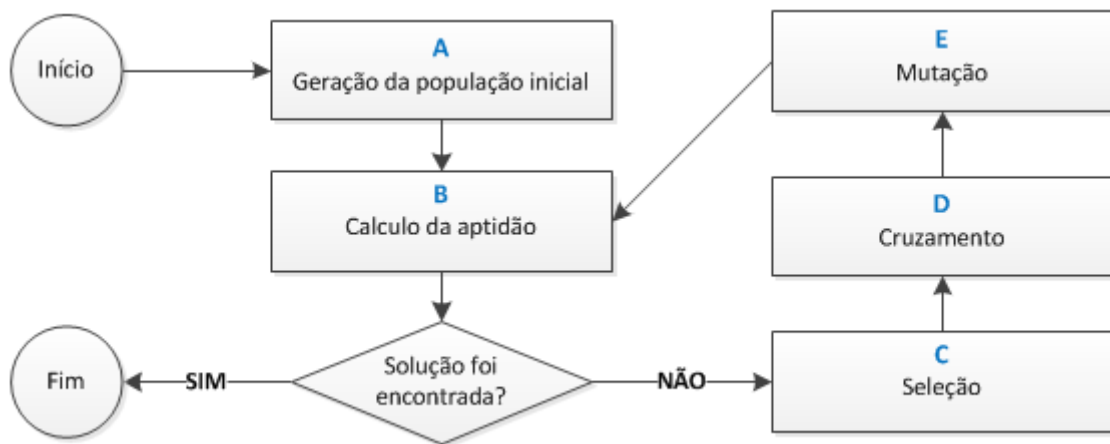 Início
A
Geração da população inicial
E
Mutação
B
Calculo da aptidão
D
Cruzamento
Fim
SIM
Solução foi
encontrada?
NÃO
C
Seleção